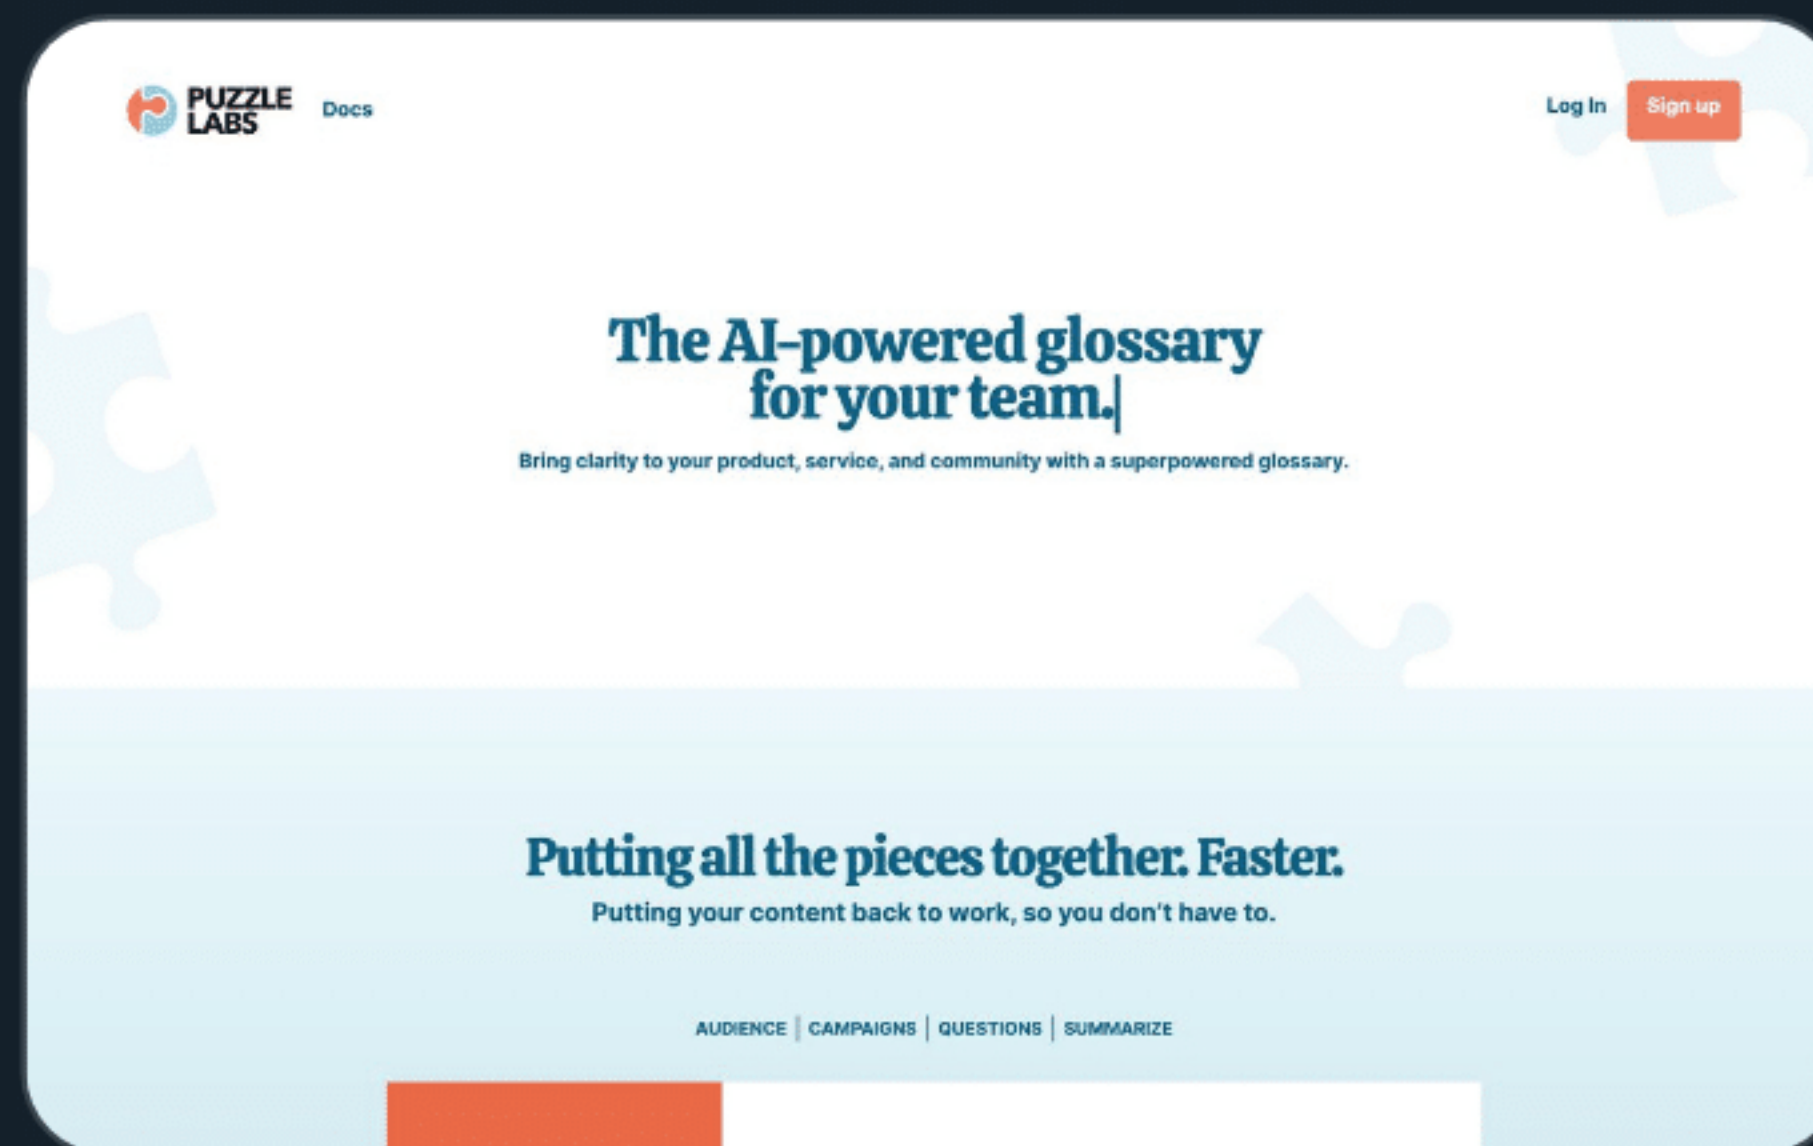 PUZZLE
LABS
Docs
Log In
Sign up
The AI-powered glossary
for your team.|
Bring clarity to your product, service, and community with a superpowered glossary.
Putting all the pieces together. Faster.
Putting your content back to work, so you don't have to.
AUDIENCE | CAMPAIGNS | QUESTIONS | SUMMARIZE